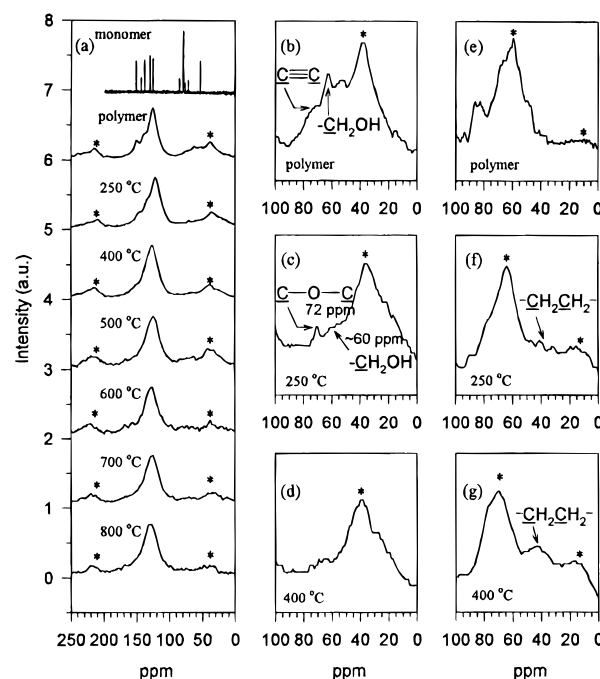 Intensity (a.u.)
8
7
6
5
4
3
2
1
0
(a)
monomer
polymer
*
*
250 °C
*
*
400 °C
*
*
500 °C
*
*
600 °C
*
*
700 °C
*
*
800 °C
*
*
250 200 150 100 50 0
ppm
(b)
*
C≡C
-CH2OH
polymer
100 80 60 40 20 0
(c)
*
C — O — C
72 ppm
~60 ppm
-CH2OH
250 °C
100 80 60 40 20 0
(d)
*
400 °C
100 80 60 40 20 0
ppm
(e)
*
*
polymer
100 80 60 40 20 0
(f)
*
-CH2CH2-
*
250 °C
100 80 60 40 20 0
(g)
*
-CH2CH2-
*
400 °C
100 80 60 40 20 0
ppm